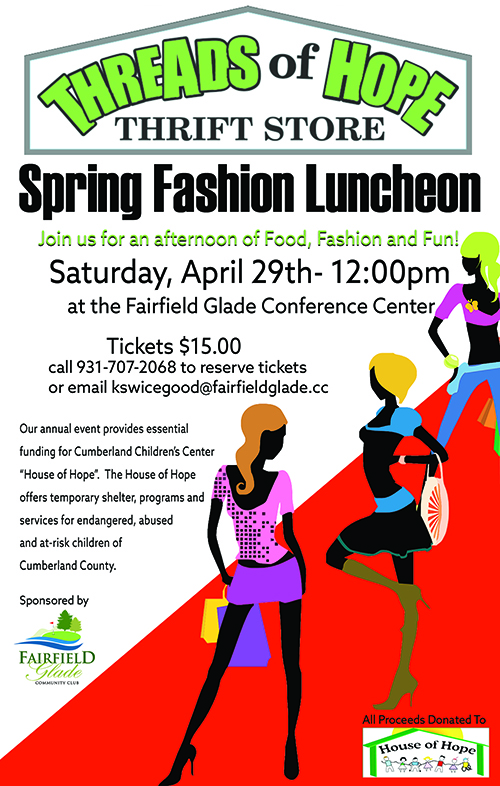 THREADS of HOPE
THRIFT STORE
Spring Fashion Luncheon
Join us for an afternoon of Food, Fashion and Fun!
Saturday, April 29th- 12:00pm
at the Fairfield Glade Conference Center
Tickets $15.00
call 931-707-2068 to reserve tickets
or email kswicegood@fairfieldglade.cc
Our annual event provides essential
funding for Cumberland Children's Center
"House of Hope". The House of Hope
offers temporary shelter, programs and
services for endangered, abused
and at-risk children of
Cumberland County.
Sponsored by
FAIRFIELD
Glade
COMMUNITY CLUB
All Proceeds Donated To
House of Hope